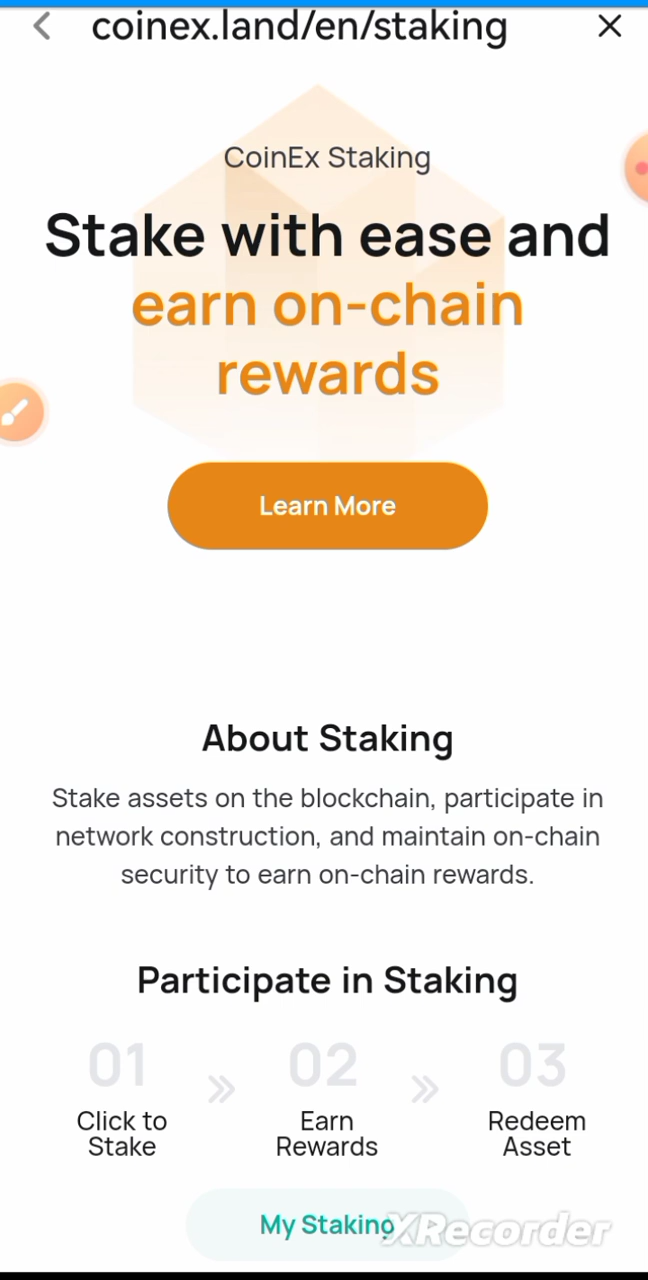 coinex.land/en/staking
CoinEx Staking
Stake with ease and
earn on-chain
rewards
Learn More
About Staking
Stake assets on the blockchain, participate in
network construction, and maintain on-chain
security to earn on-chain rewards.
Participate in Staking
01 02 03
Click to Earn Redeem
Stake Rewards Asset
My Staking
XRecorder